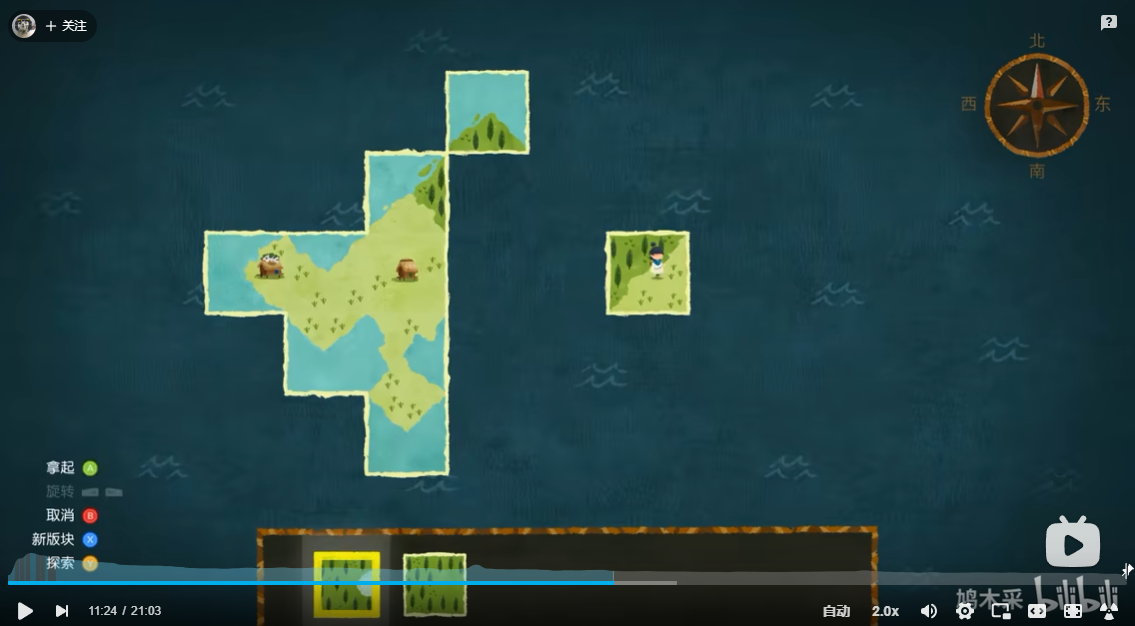 + 关注
?
北
西
东
南
拿起 A
旋转
取消 B
新版块 X
探索 Y
11:24 / 21:03
自动
2.0x
鸠木采
bilibili